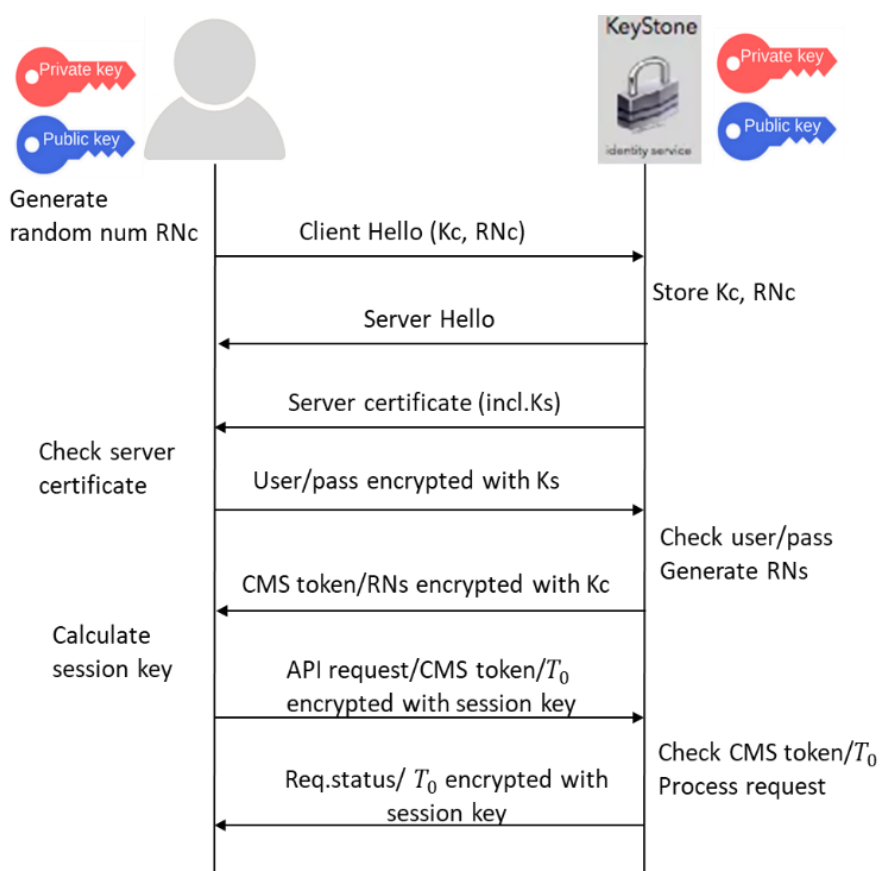 KeyStone
Private key
Private key
Public key
Public key
identity service
Generate
random num RNc
Client Hello (Kc, RNc)
Store Kc, RNc
Server Hello
Server certificate (incl.Ks)
Check server
certificate
User/pass encrypted with Ks
Check user/pass
Generate RNs
CMS token/RNs encrypted with Kc
Calculate
session key
API request/CMS token/T₀
encrypted with session key
Check CMS token/T₀
Process request
Req.status/ T₀ encrypted with
session key